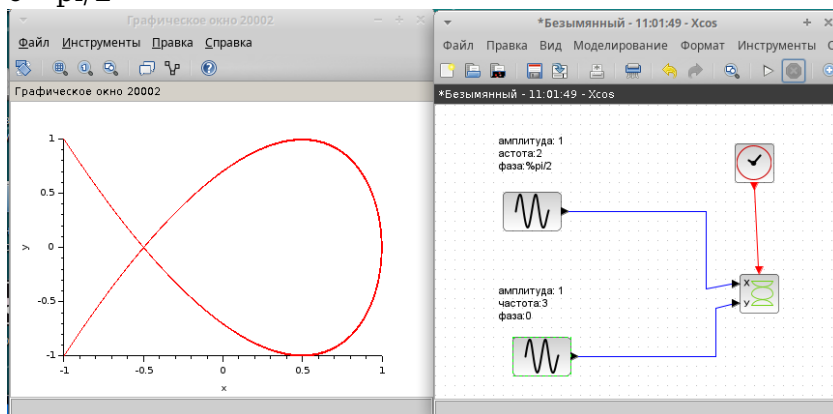 Графическое окно 20002
Файл Инструменты Правка Справка
Графическое окно 20002
1
0.5
0
-0.5
-1
y
-1
-0.5
0
0.5
1
x
*Безымянный - 11:01:49 - Xcos
Файл Правка Вид Моделирование Формат Инструменты
*Безымянный - 11:01:49 - Xcos
амплитуда: 1
астота:2
фаза:%pi/2
X
y
амплитуда: 1
частота:3
фаза:0